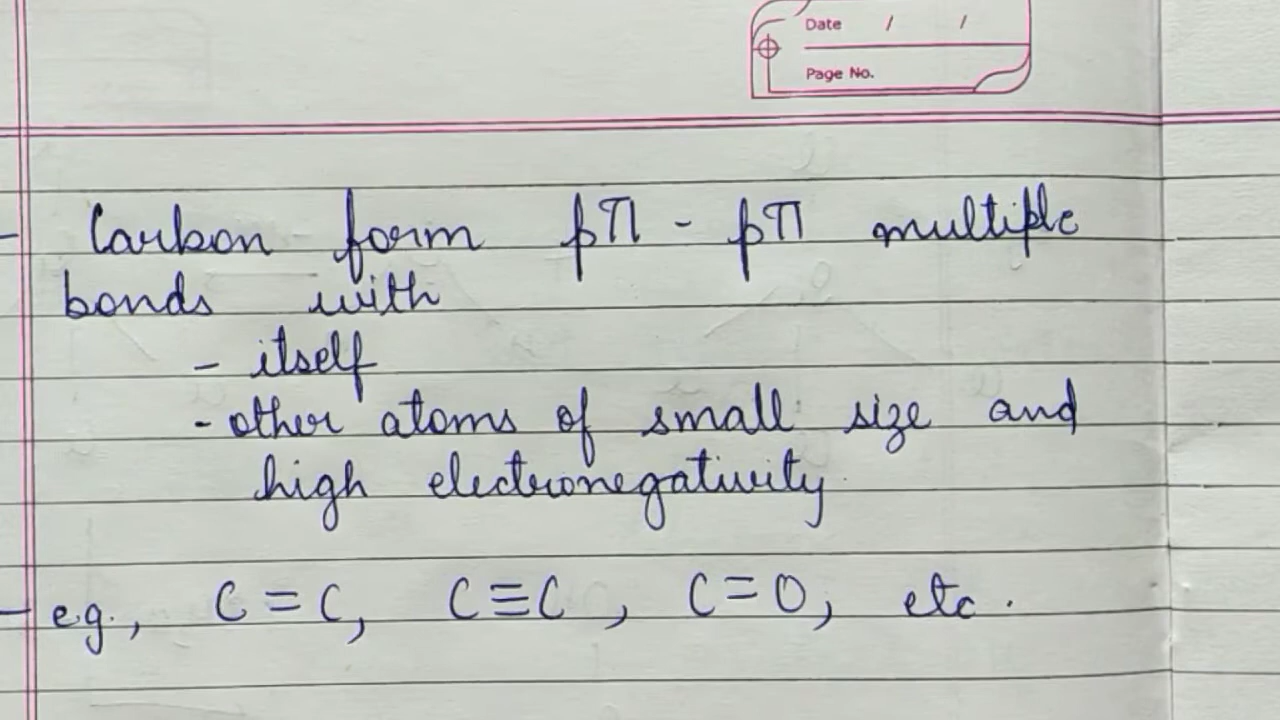 Date / /
Page No.
- Carbon form pπ - pπ multiple
bonds with
- itself
- other atoms of small size and
high electronegativity.
- e.g., C = C, C ≡ C, C = O, etc.